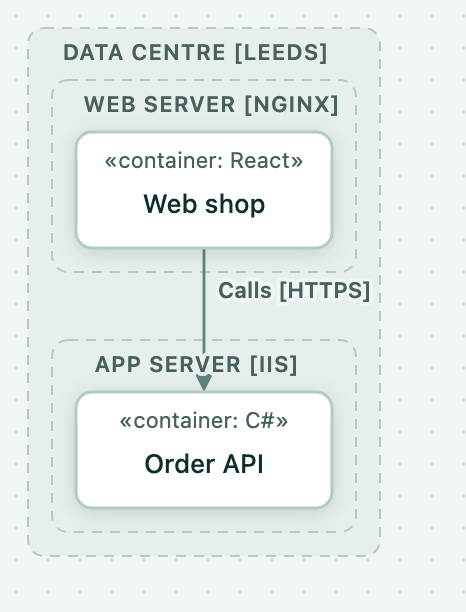 DATA CENTRE [LEEDS]
WEB SERVER [NGINX]
«container: React»
Web shop
Calls [HTTPS]
APP SERVER [IIS]
«container: C#»
Order API